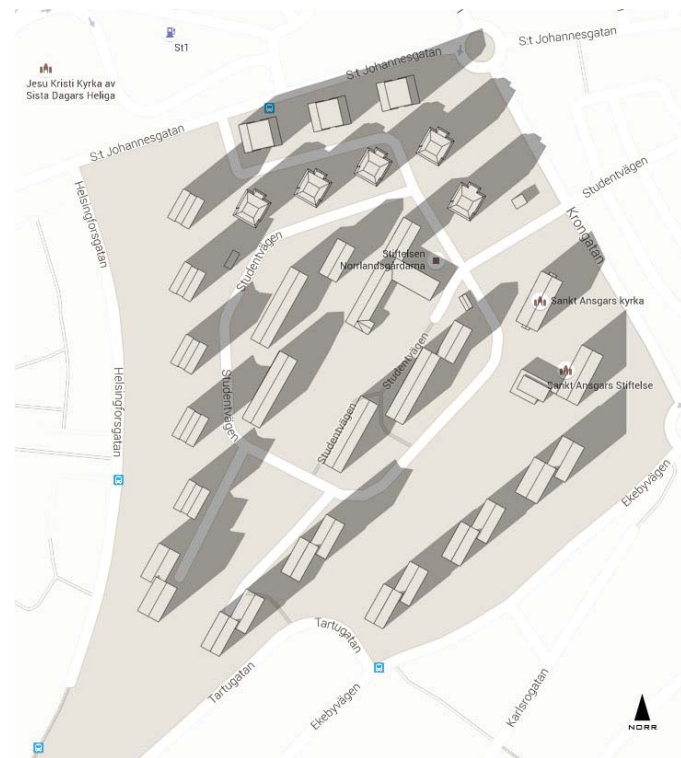 St1
S:t Johannesgatan
S:t Johannesgatan
Jesu Kristi Kyrka av
Sista Dagars Heliga
S:t Johannesgatan
Helsingforsgatan
Studentvägen
Krongatan
Studentvägen
Stiftelsen
Norrlandsgårdarna
Sankt Ansgars kyrka
Studentvägen
Sankt Ansgars Stiftelse
Helsingforsgatan
Studentvägen
Studentvägen
Ekebyvägen
Tartugatan
Tartugatan
Ekebyvägen
Karlsrogatan
NORR